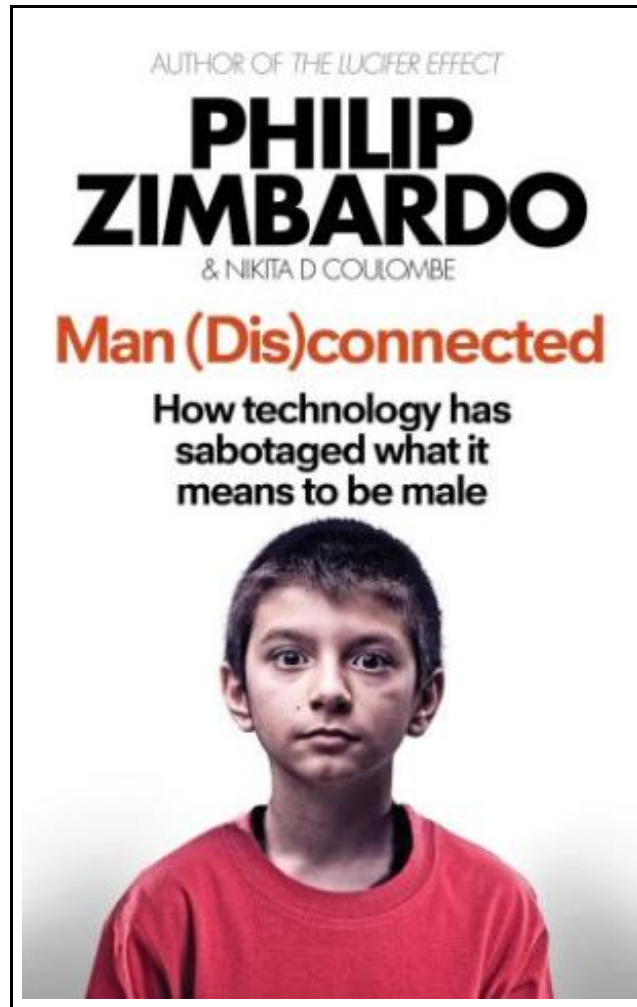 AUTHOR OF THE LUCIFER EFFECT
PHILIP
ZIMBARDO
& NIKITA D COULOMBE
Man (Dis)connected
How technology has
sabotaged what it
means to be male